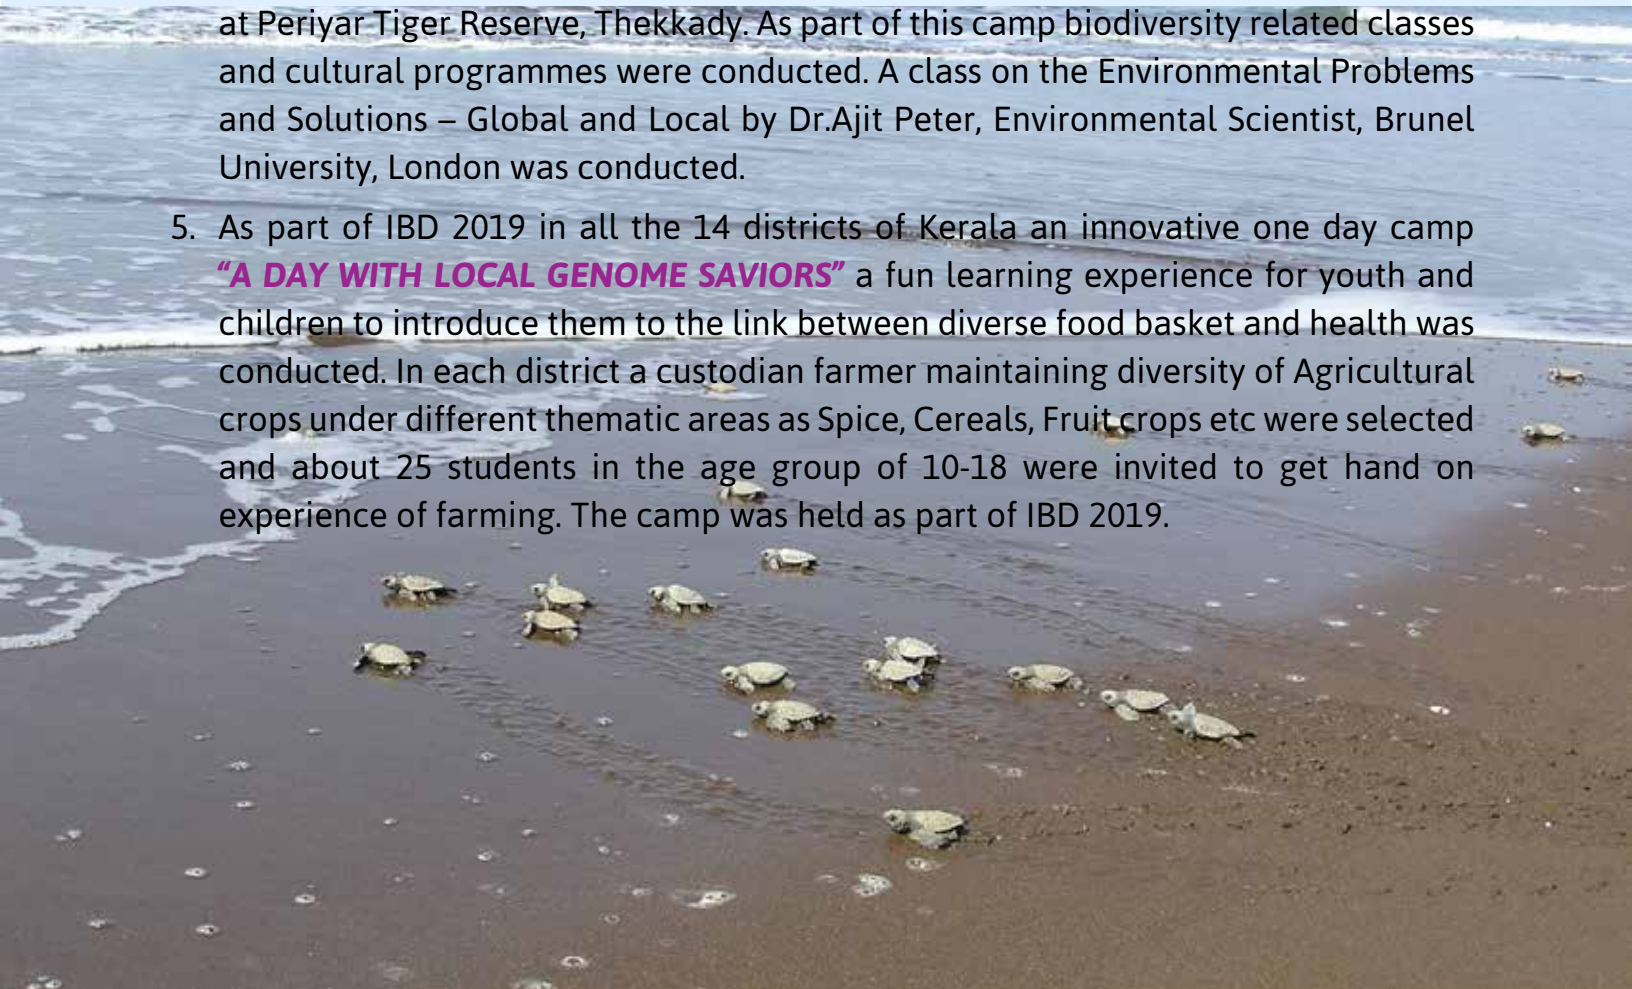 at Periyar Tiger Reserve, Thekkady. As part of this camp biodiversity related classes
and cultural programmes were conducted. A class on the Environmental Problems
and Solutions – Global and Local by Dr.Ajit Peter, Environmental Scientist, Brunel
University, London was conducted.
5. As part of IBD 2019 in all the 14 districts of Kerala an innovative one day camp
“A DAY WITH LOCAL GENOME SAVIORS” a fun learning experience for youth and
children to introduce them to the link between diverse food basket and health was
conducted. In each district a custodian farmer maintaining diversity of Agricultural
crops under different thematic areas as Spice, Cereals, Fruit crops etc were selected
and about 25 students in the age group of 10-18 were invited to get hand on
experience of farming. The camp was held as part of IBD 2019.